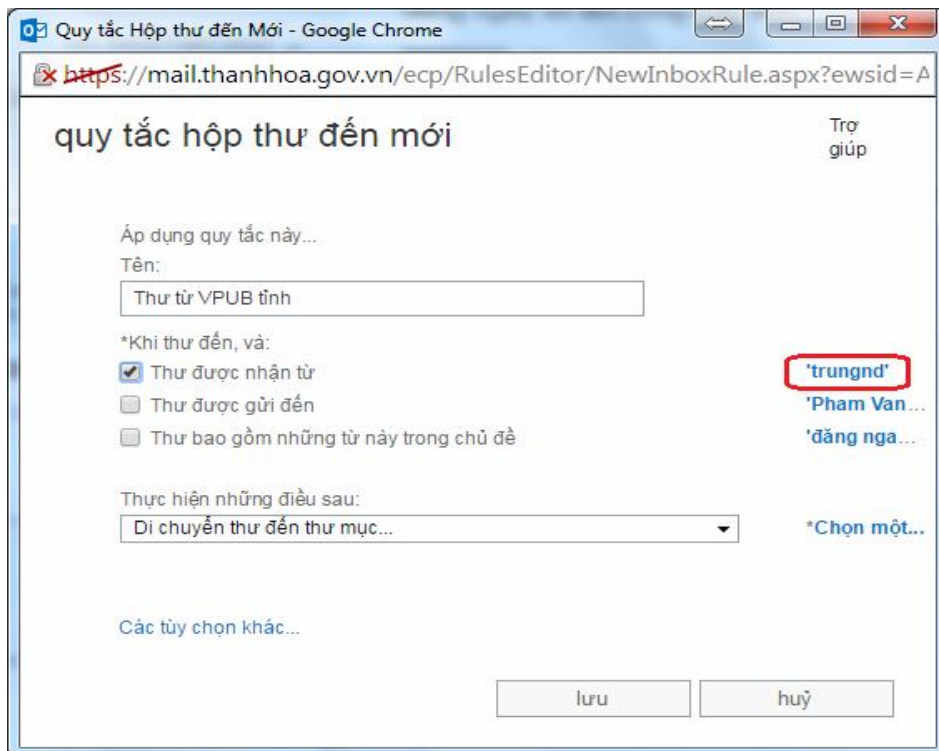 Quy tắc Hộp thư đến Mới - Google Chrome
https://mail.thanhhoa.gov.vn/ecp/RulesEditor/NewInboxRule.aspx?ewsid=A
quy tắc hộp thư đến mới
Trợ
giúp
Áp dụng quy tắc này...
Tên:
Thư từ VPUB tỉnh
*Khi thư đến, và:
Thư được nhận từ 'trungnd'
Thư được gửi đến 'Pham Van...
Thư bao gồm những từ này trong chủ đề 'đăng nga...
Thực hiện những điều sau:
Di chuyển thư đến thư mục... *Chọn một...
Các tùy chọn khác...
lưu huỷ